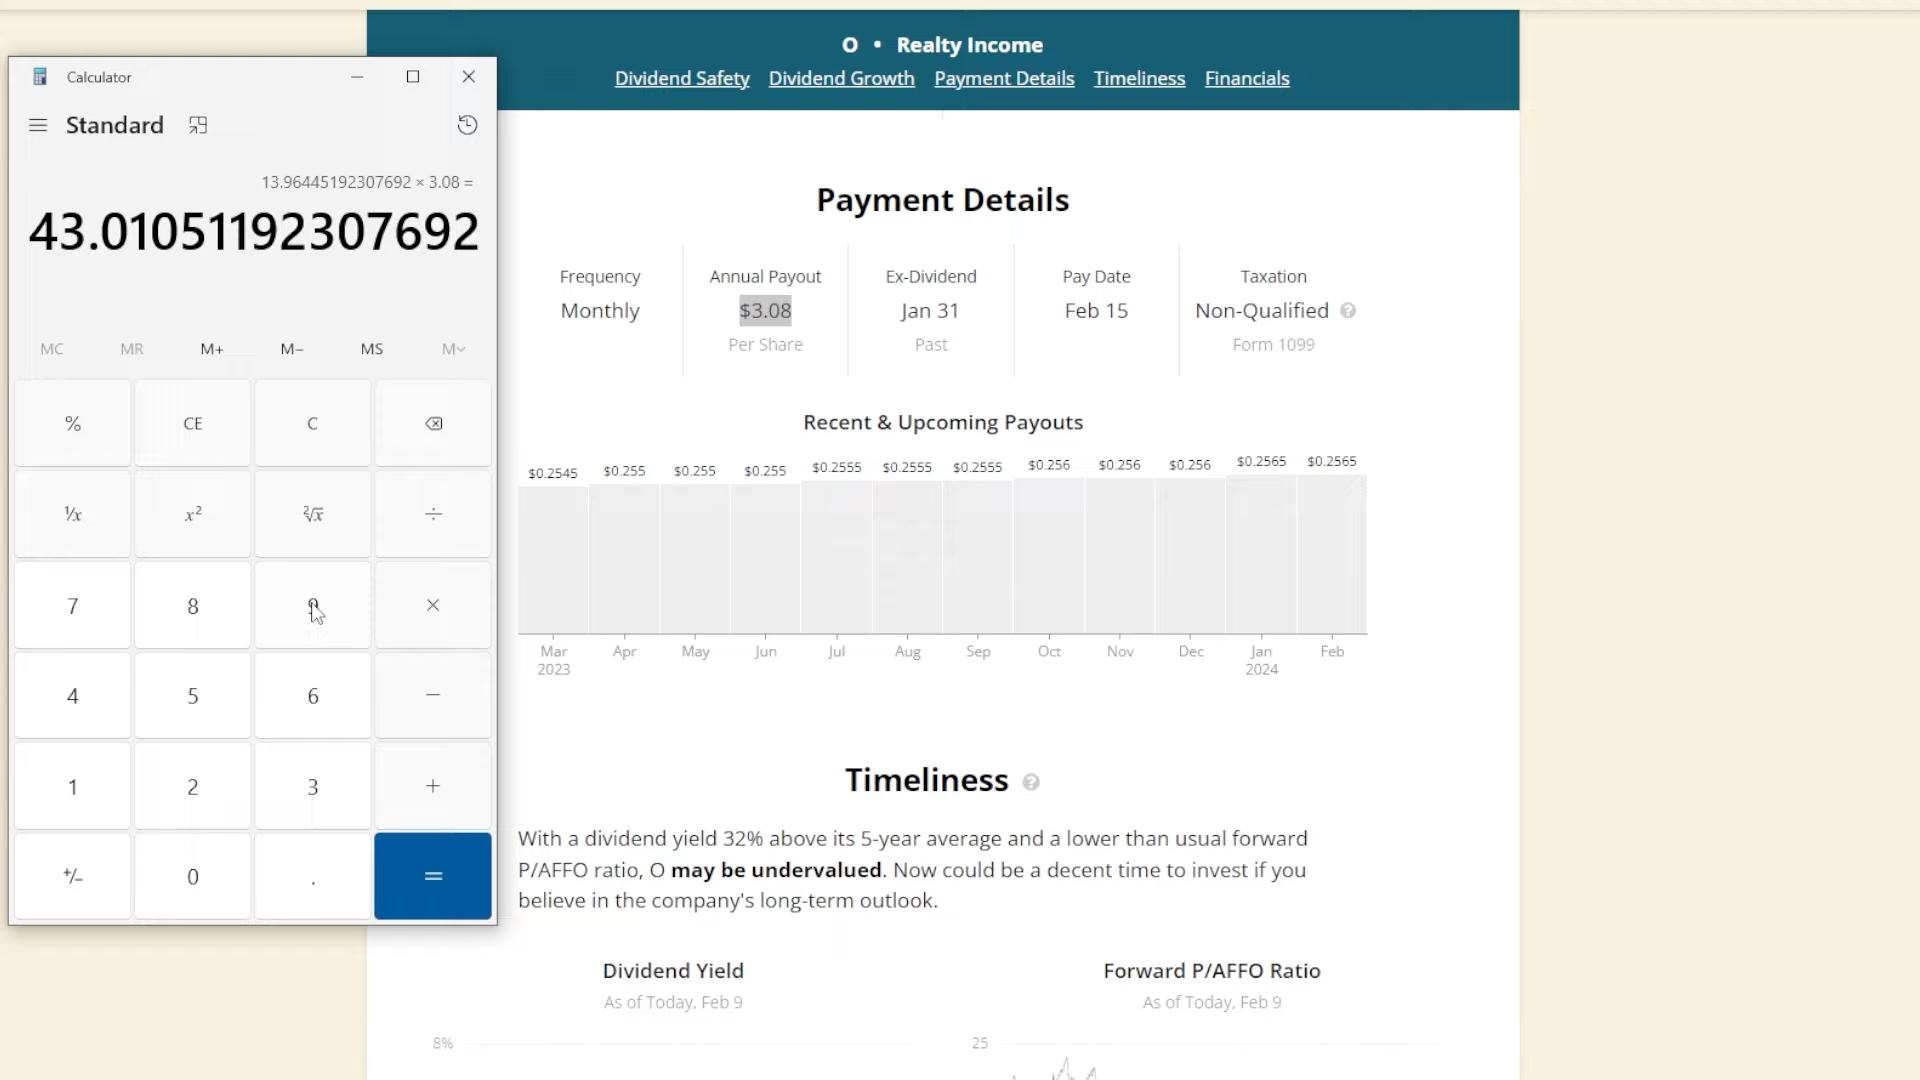 O • Realty Income
Dividend Safety Dividend Growth Payment Details Timeliness Financials
Calculator
Standard
13.96445192307692 × 3.08 =
43.01051192307692
MC MR M+ M− MS M
% CE C
⅟x x² ²√x ÷
7 8 9 ×
4 5 6 −
1 2 3 +
+/− 0 . =
Payment Details
Frequency Annual Payout Ex-Dividend Pay Date Taxation
Monthly $3.08 Jan 31 Feb 15 Non-Qualified ?
Per Share Past Form 1099
Recent & Upcoming Payouts
$0.2545 $0.255 $0.255 $0.255 $0.2555 $0.2555 $0.2555 $0.256 $0.256 $0.256 $0.2565 $0.2565
Mar Apr May Jun Jul Aug Sep Oct Nov Dec Jan Feb
2023 2024
Timeliness ?
With a dividend yield 32% above its 5-year average and a lower than usual forward
P/AFFO ratio, O may be undervalued. Now could be a decent time to invest if you
believe in the company's long-term outlook.
Dividend Yield Forward P/AFFO Ratio
As of Today, Feb 9 As of Today, Feb 9
8% 25